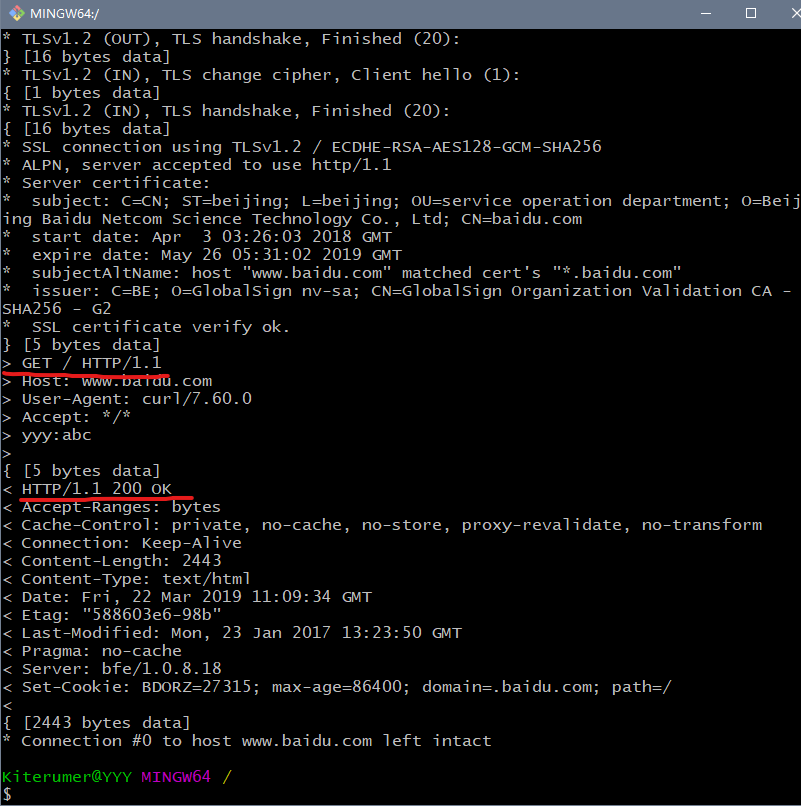 MINGW64:/
* TLSv1.2 (OUT), TLS handshake, Finished (20):
} [16 bytes data]
* TLSv1.2 (IN), TLS change cipher, Client hello (1):
{ [1 bytes data]
* TLSv1.2 (IN), TLS handshake, Finished (20):
{ [16 bytes data]
* SSL connection using TLSv1.2 / ECDHE-RSA-AES128-GCM-SHA256
* ALPN, server accepted to use http/1.1
* Server certificate:
*  subject: C=CN; ST=beijing; L=beijing; OU=service operation department; O=Beij
ing Baidu Netcom Science Technology Co., Ltd; CN=baidu.com
*  start date: Apr  3 03:26:03 2018 GMT
*  expire date: May 26 05:31:02 2019 GMT
*  subjectAltName: host "www.baidu.com" matched cert's "*.baidu.com"
*  issuer: C=BE; O=GlobalSign nv-sa; CN=GlobalSign Organization Validation CA -
SHA256 - G2
*  SSL certificate verify ok.
} [5 bytes data]
> GET / HTTP/1.1
> Host: www.baidu.com
> User-Agent: curl/7.60.0
> Accept: */*
> yyy:abc
>
{ [5 bytes data]
< HTTP/1.1 200 OK
< Accept-Ranges: bytes
< Cache-Control: private, no-cache, no-store, proxy-revalidate, no-transform
< Connection: Keep-Alive
< Content-Length: 2443
< Content-Type: text/html
< Date: Fri, 22 Mar 2019 11:09:34 GMT
< Etag: "588603e6-98b"
< Last-Modified: Mon, 23 Jan 2017 13:23:50 GMT
< Pragma: no-cache
< Server: bfe/1.0.8.18
< Set-Cookie: BDORZ=27315; max-age=86400; domain=.baidu.com; path=/
<
{ [2443 bytes data]
* Connection #0 to host www.baidu.com left intact
Kiterumer@YYY MINGW64 /
$